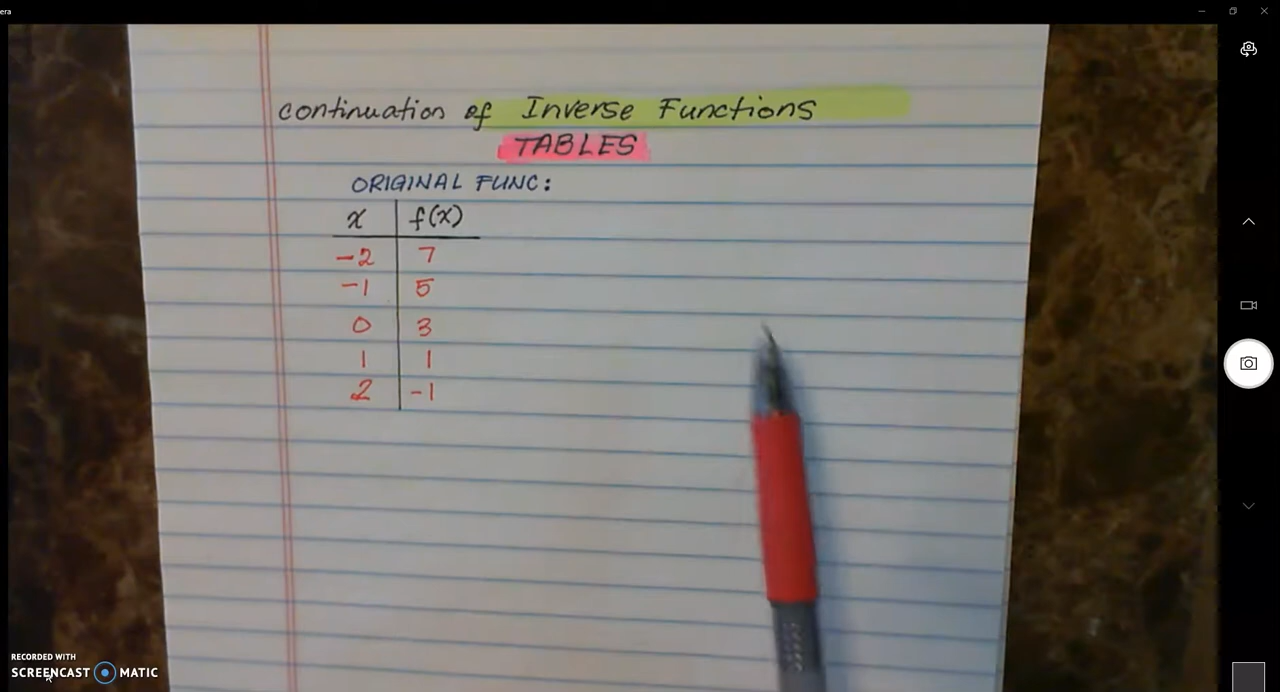 era
continuation of Inverse Functions
TABLES
ORIGINAL FUNC:
x f(x)
-2 7
-1 5
0 3
1 1
2 -1
RECORDED WITH
SCREENCAST MATIC